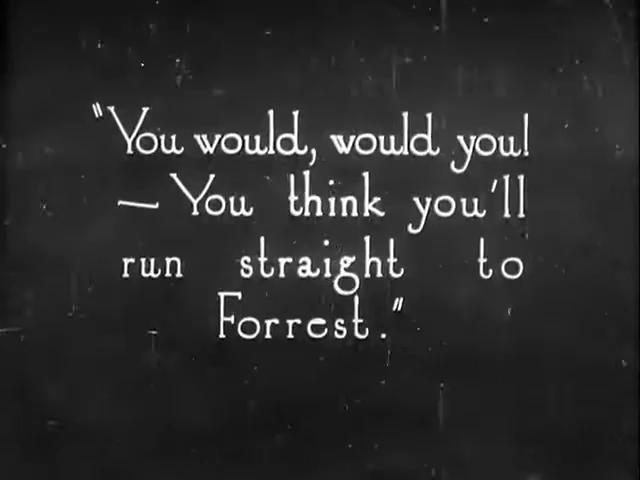 "You would, would you!
— You think you'll
run straight to
Forrest."